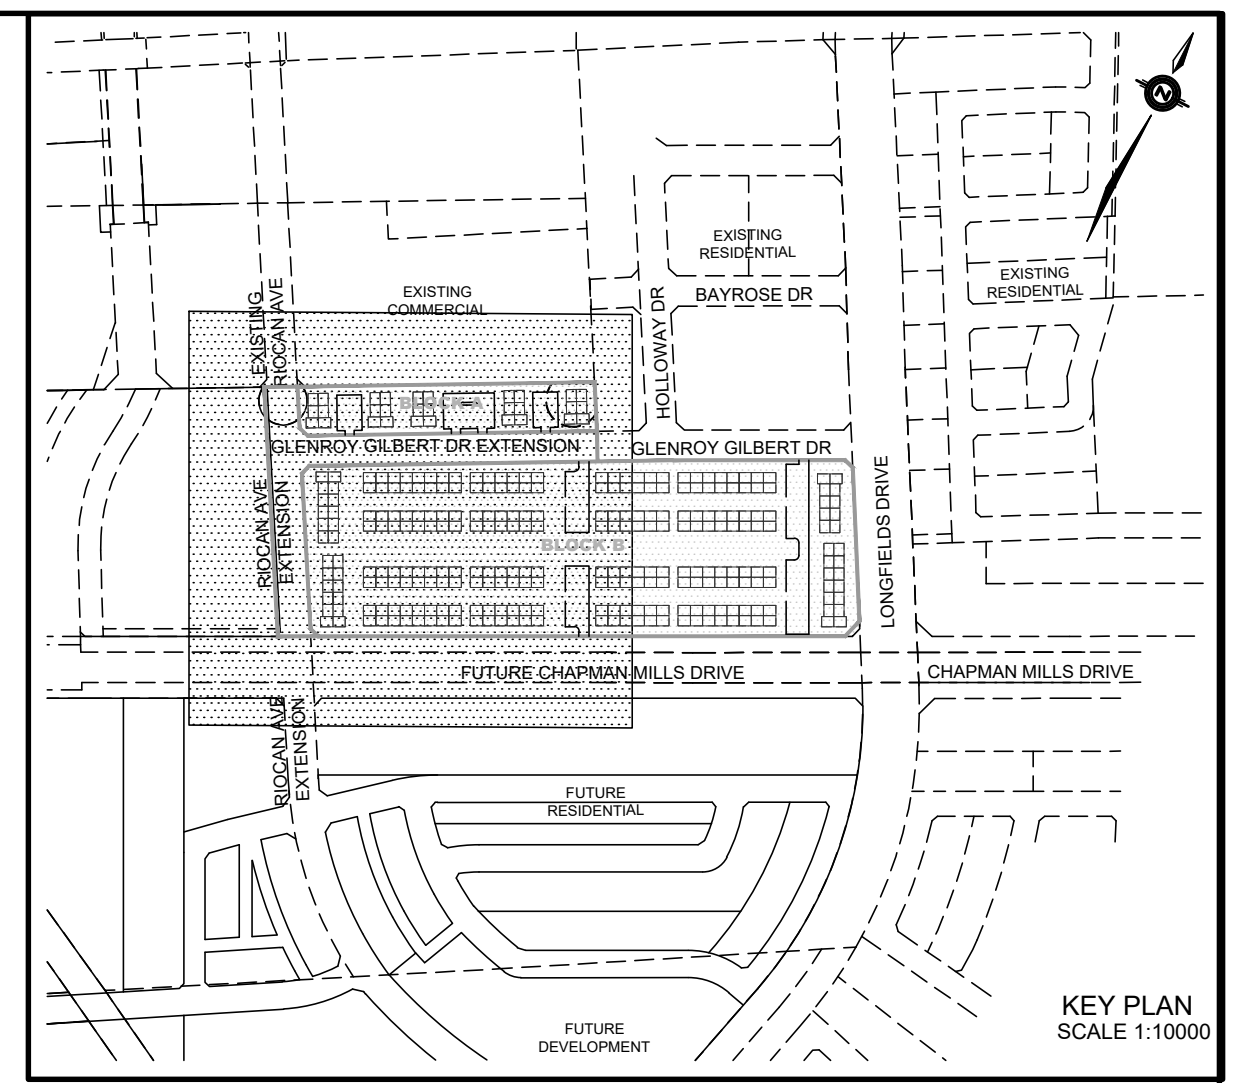 N
EXISTING
RESIDENTIAL
EXISTING
RESIDENTIAL
EXISTING
COMMERCIAL
BAYROSE DR
EXISTING
RIOCAN AVE
HOLLOWAY DR
BLOCK A
GLENROY GILBERT DR EXTENSION
GLENROY GILBERT DR
RIOCAN AVE
EXTENSION
BLOCK B
LONGFIELDS DRIVE
FUTURE CHAPMAN MILLS DRIVE
CHAPMAN MILLS DRIVE
RIOCAN AVE
EXTENSION
FUTURE
RESIDENTIAL
KEY PLAN
SCALE 1:10000
FUTURE
DEVELOPMENT